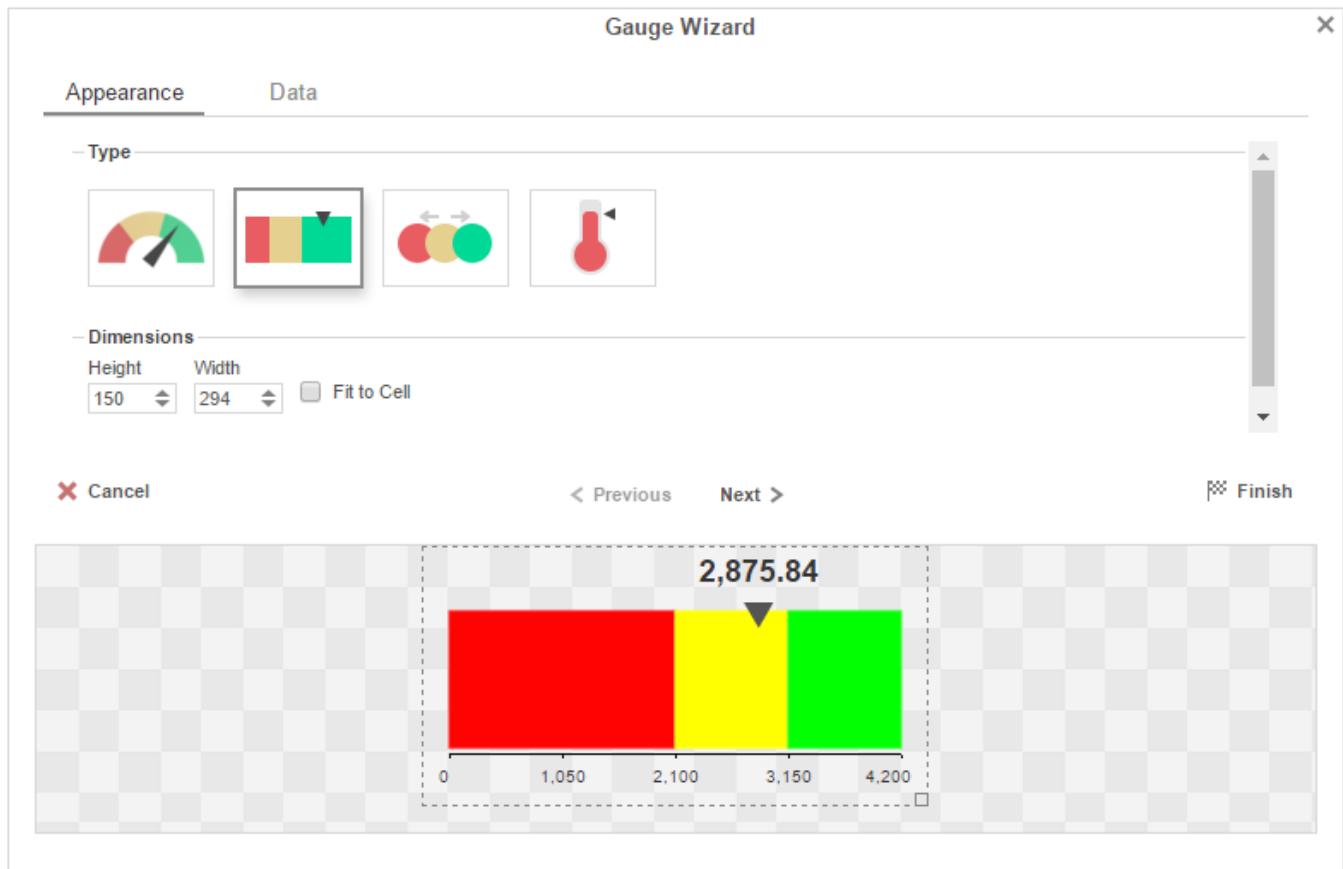 Gauge Wizard
Appearance Data
Type
Dimensions
Height Width
150 294 Fit to Cell
Cancel < Previous Next > Finish
2,875.84
0 1,050 2,100 3,150 4,200